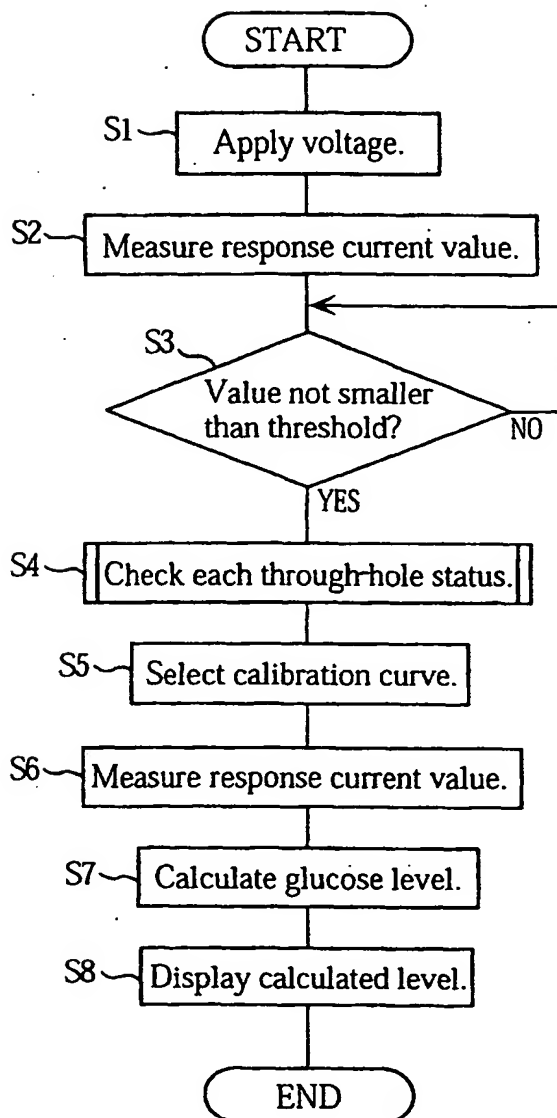 START
S1
Apply voltage.
S2
Measure response current value.
S3
Value not smaller
than threshold?
NO
YES
S4
Check each through-hole status.
S5
Select calibration curve.
S6
Measure response current value.
S7
Calculate glucose level.
S8
Display calculated level.
END